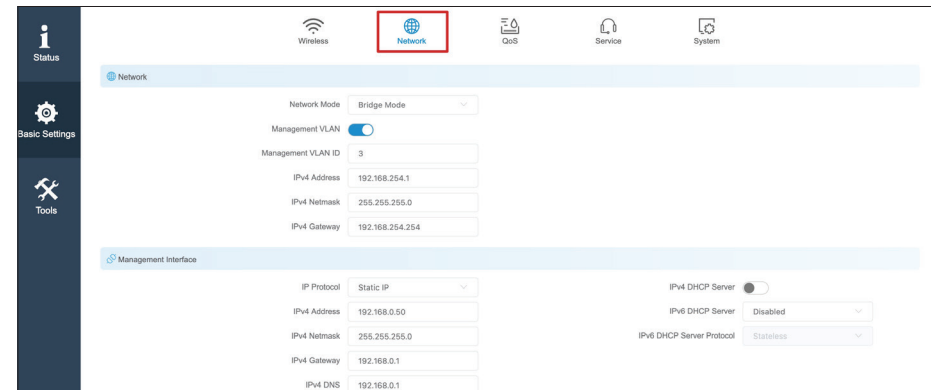 Status
Basic Settings
Tools
Wireless
Network
QoS
Service
System
Network
Network Mode Bridge Mode
Management VLAN
Management VLAN ID 3
IPv4 Address 192.168.254.1
IPv4 Netmask 255.255.255.0
IPv4 Gateway 192.168.254.254
Management Interface
IP Protocol Static IP
IPv4 Address 192.168.0.50
IPv4 Netmask 255.255.255.0
IPv4 Gateway 192.168.0.1
IPv4 DNS 192.168.0.1
IPv4 DHCP Server
IPv6 DHCP Server Disabled
IPv6 DHCP Server Protocol Stateless